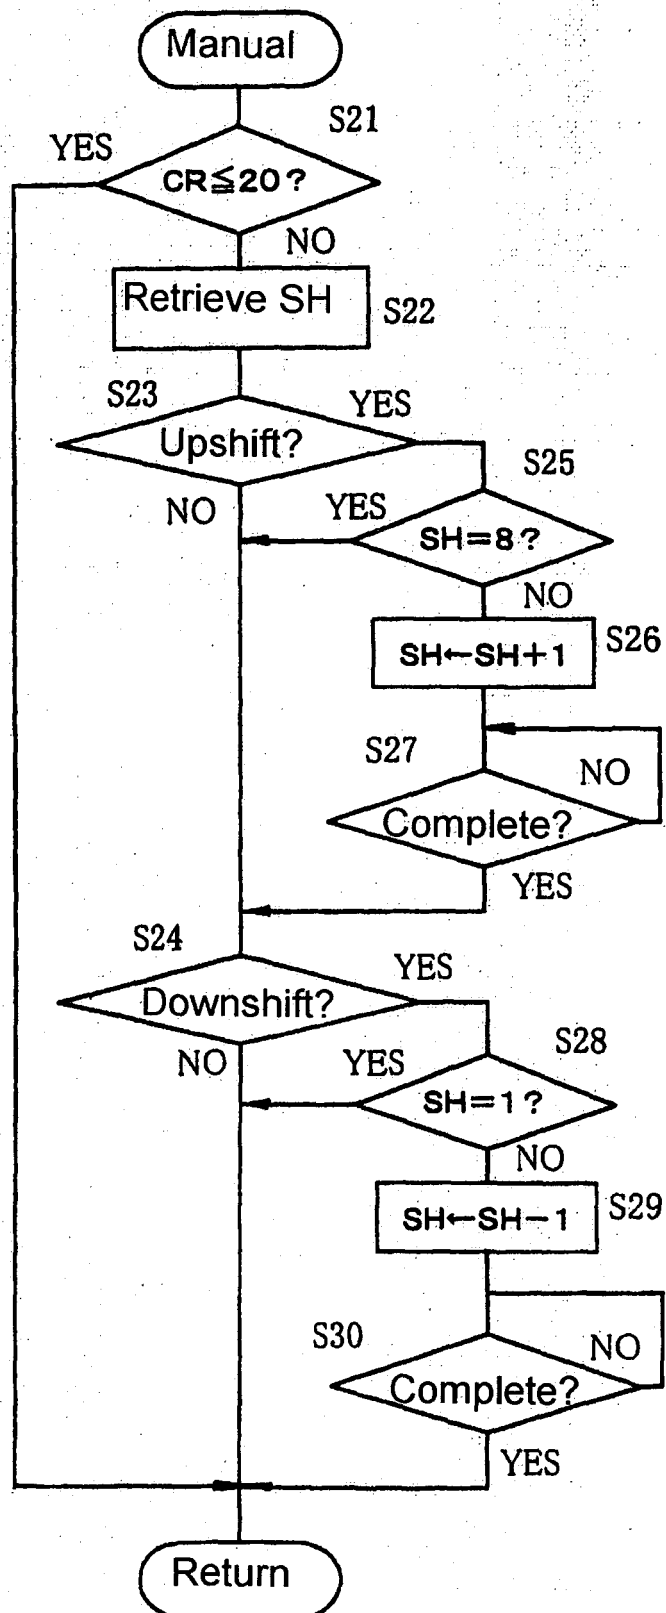 Manual
S21
YES
CR≦20?
NO
Retrieve SH
S22
S23
YES
Upshift?
S25
NO
YES
SH=8?
NO
S26
SH←SH+1
S27
NO
Complete?
YES
S24
YES
Downshift?
S28
NO
YES
SH=1?
NO
S29
SH←SH−1
S30
NO
Complete?
YES
Return